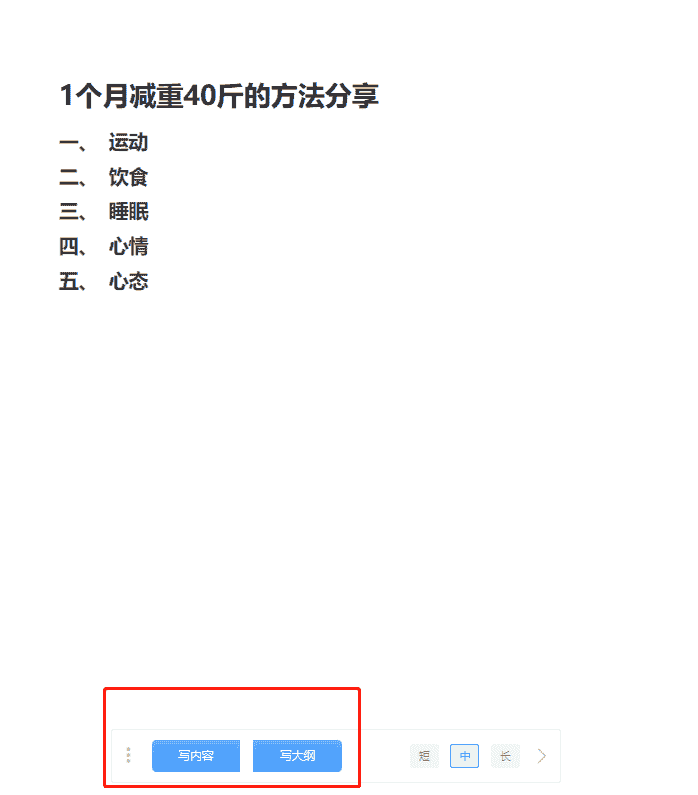 1个月减重40斤的方法分享
一、 运动
二、 饮食
三、 睡眠
四、 心情
五、 心态
写内容 写大纲 短 中 长